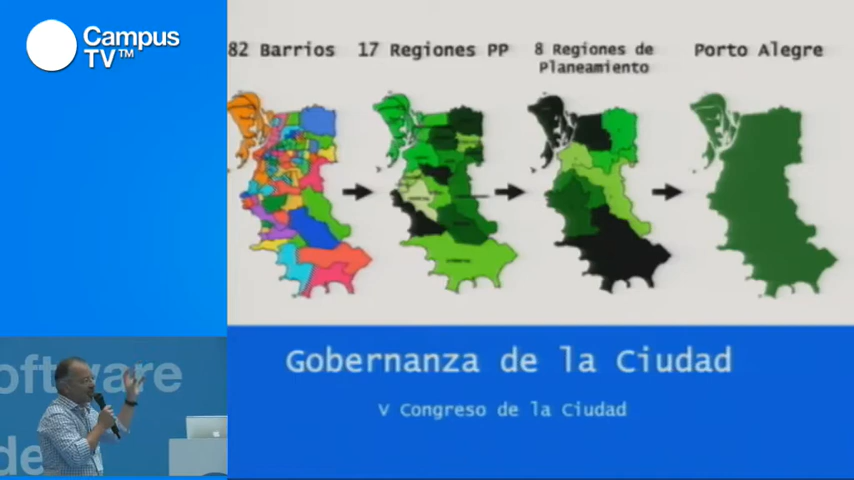 Campus
TV™
82 Barrios
17 Regiones PP
8 Regiones de
Planeamiento
Porto Alegre
Gobernanza de la Ciudad
V Congreso de la Ciudad
oftware
de